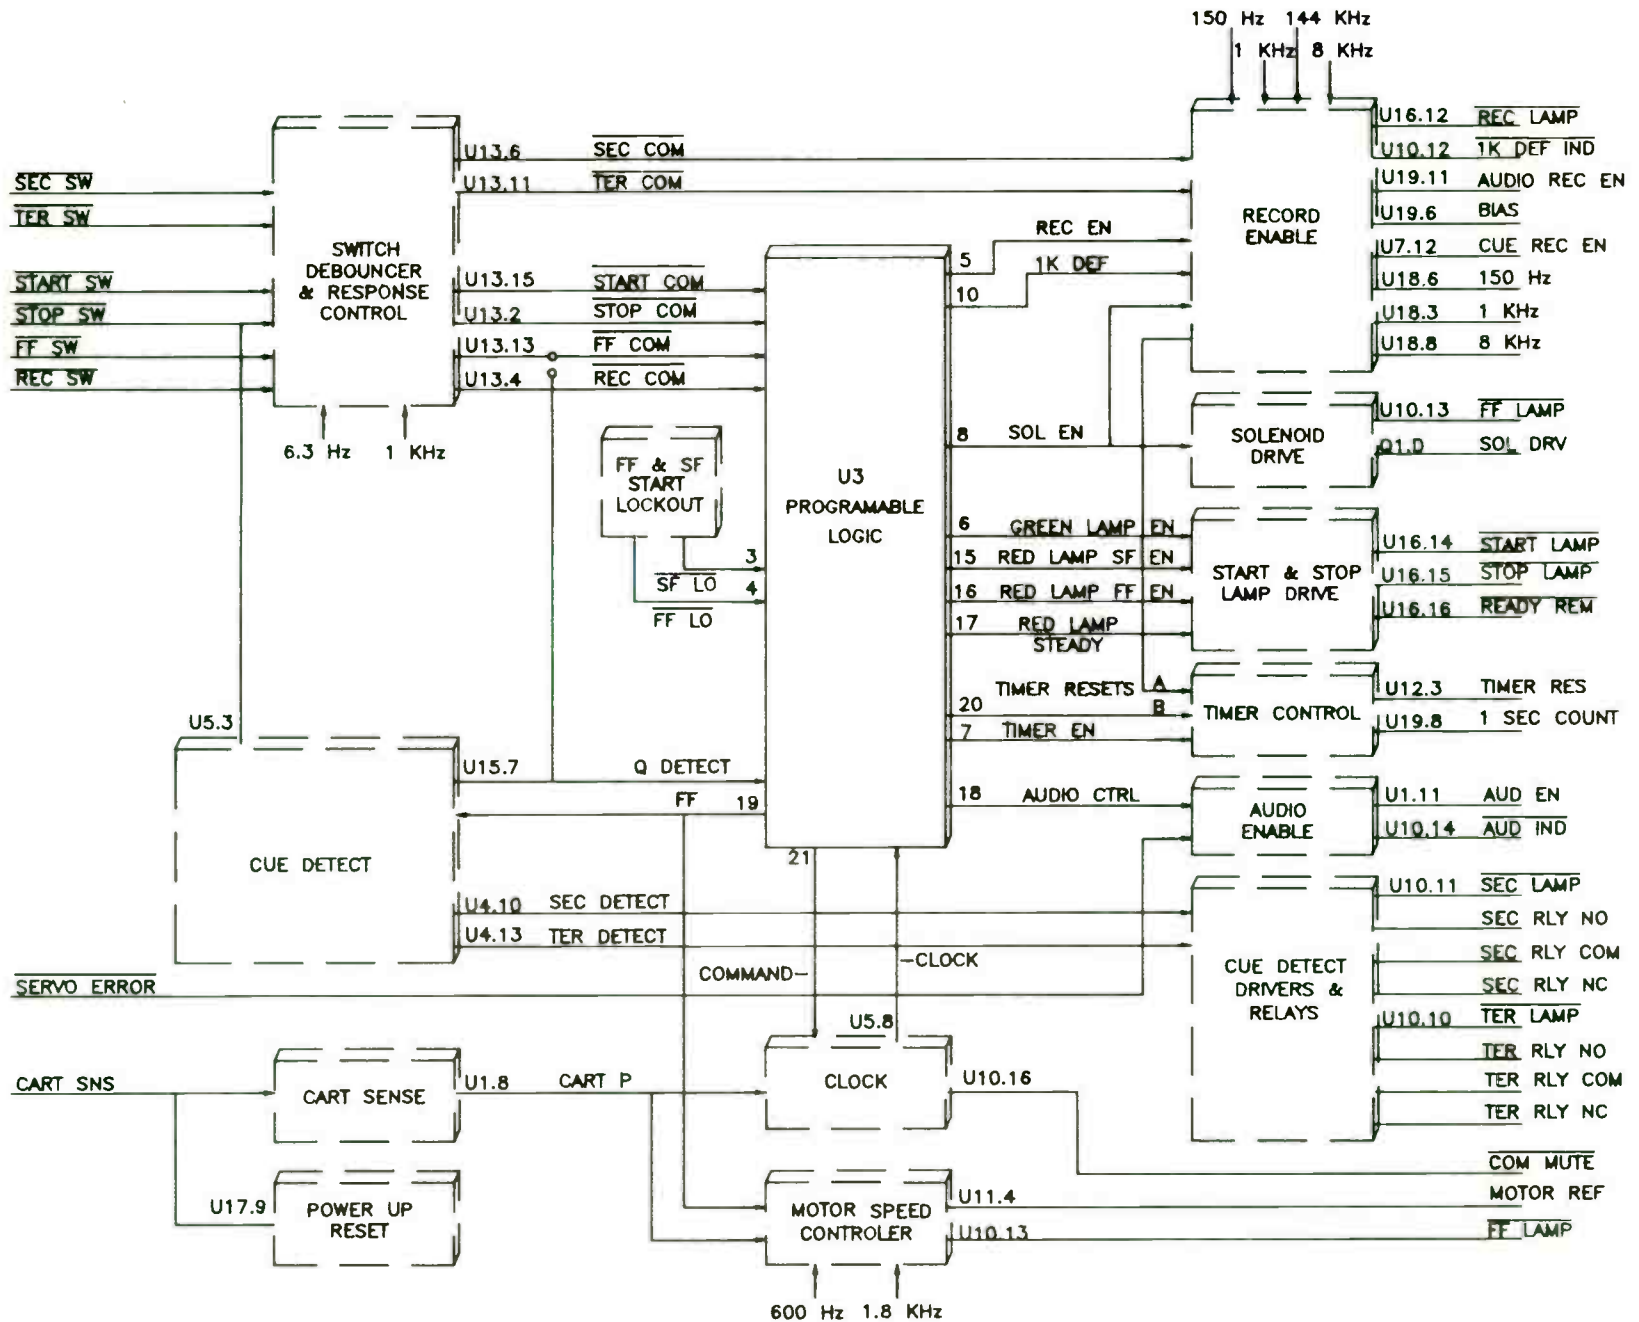 150 Hz 144 KHz
1 KHz 8 KHz
U16.12 REC LAMP
U13.6 SEC COM
U10.12 1K DEF IND
SEC SW
U13.11 TER COM
U19.11 AUDIO REC EN
TER SW
U19.6 BIAS
RECORD
ENABLE
REC EN
SWITCH
DEBOUNCER
& RESPONSE
CONTROL
U7.12 CUE REC EN
5
1K DEF
START SW
U13.15 START COM
10
U18.6 150 Hz
STOP SW
U13.2 STOP COM
U18.3 1 KHz
FF SW
U13.13 FF COM
U18.8 8 KHz
REC SW
U13.4 REC COM
6.3 Hz 1 KHz
U10.13 FF LAMP
8 SOL EN
SOLENOID
DRIVE
Q1.D SOL DRV
FF & SF
START
LOCKOUT
U3
PROGRAMABLE
LOGIC
6 GREEN LAMP EN
3
15 RED LAMP SF EN
SF LO
4
16 RED LAMP FF EN
FF LO
17 RED LAMP
STEADY
START & STOP
LAMP DRIVE
U16.14 START LAMP
U16.15 STOP LAMP
U16.16 READY REM
TIMER RESETS A
20 B
7 TIMER EN
TIMER CONTROL
U12.3 TIMER RES
U19.8 1 SEC COUNT
U5.3
U15.7 Q DETECT
FF 19
18 AUDIO CTRL
AUDIO
ENABLE
U1.11 AUD EN
U10.14 AUD IND
21
CUE DETECT
U10.11 SEC LAMP
U4.10 SEC DETECT
SEC RLY NO
U4.13 TER DETECT
SEC RLY COM
COMMAND
CLOCK
CUE DETECT
DRIVERS &
RELAYS
SERVO ERROR
SEC RLY NC
U5.8
U10.10 TER LAMP
TER RLY NO
CART SNS
CART SENSE
U1.8 CART P
CLOCK
U10.16
TER RLY COM
TER RLY NC
COM MUTE
U17.9
POWER UP
RESET
MOTOR SPEED
CONTROLER
U11.4 MOTOR REF
U10.13 FF LAMP
600 Hz 1.8 KHz